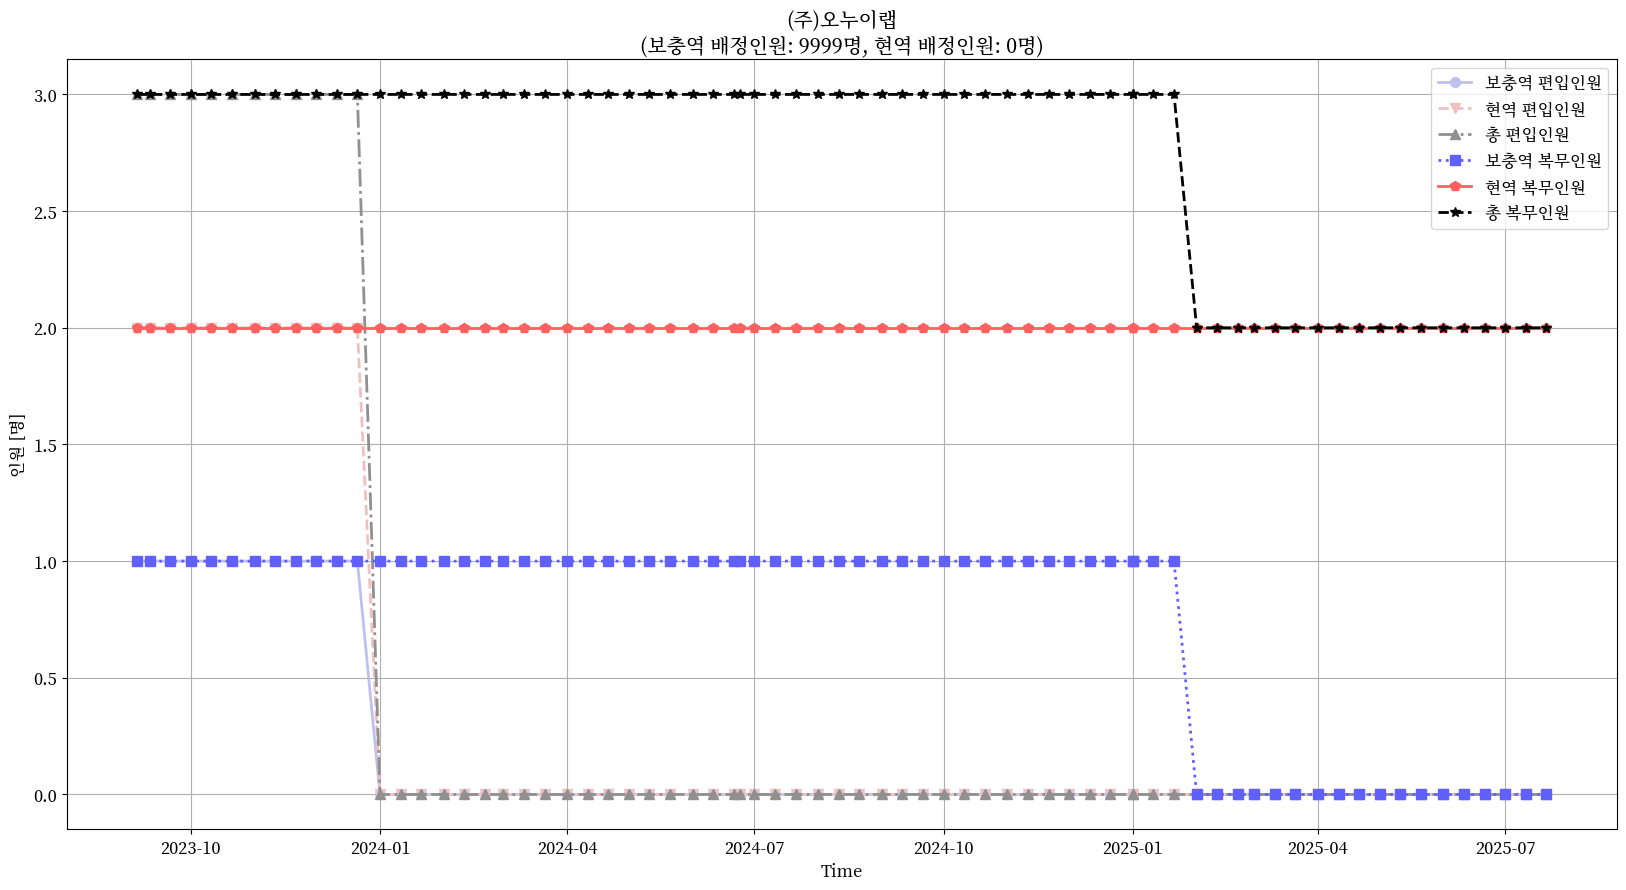 (주)오누이랩
(보충역 배정인원: 9999명, 현역 배정인원: 0명)
보충역 편입인원
현역 편입인원
총 편입인원
보충역 복무인원
현역 복무인원
총 복무인원
3.0
2.5
2.0
1.5
1.0
0.5
0.0
인원 [명]
2023-10
2024-01
2024-04
2024-07
2024-10
2025-01
2025-04
2025-07
Time